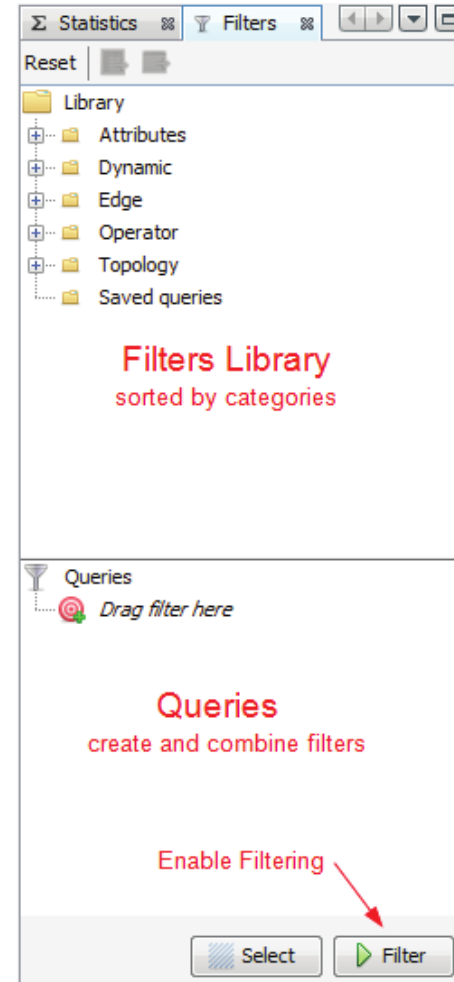 Σ Statistics Filters
Reset
Library
Attributes
Dynamic
Edge
Operator
Topology
Saved queries
Filters Library
sorted by categories
Queries
Drag filter here
Queries
create and combine filters
Enable Filtering
Select Filter